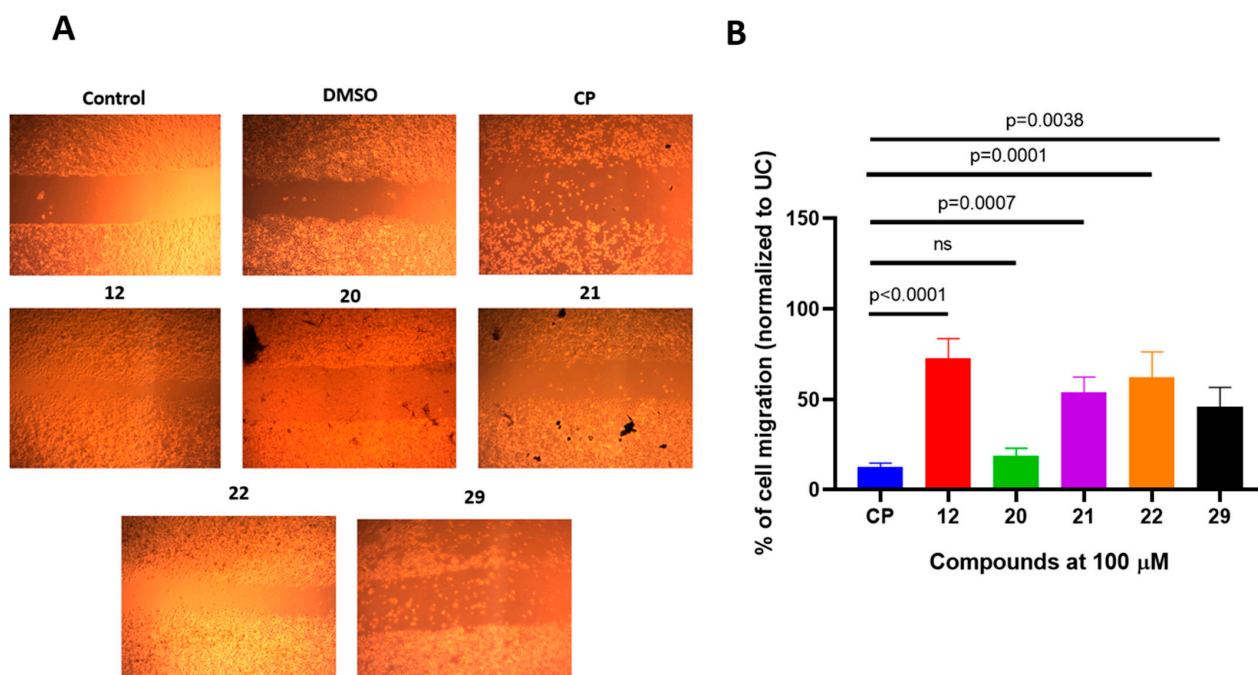 A
Control DMSO CP
12 20 21
22 29
B
p=0.0038
p=0.0001
p=0.0007
ns
p<0.0001
% of cell migration (normalized to UC)
150
100
50
0
CP 12 20 21 22 29
Compounds at 100 μM